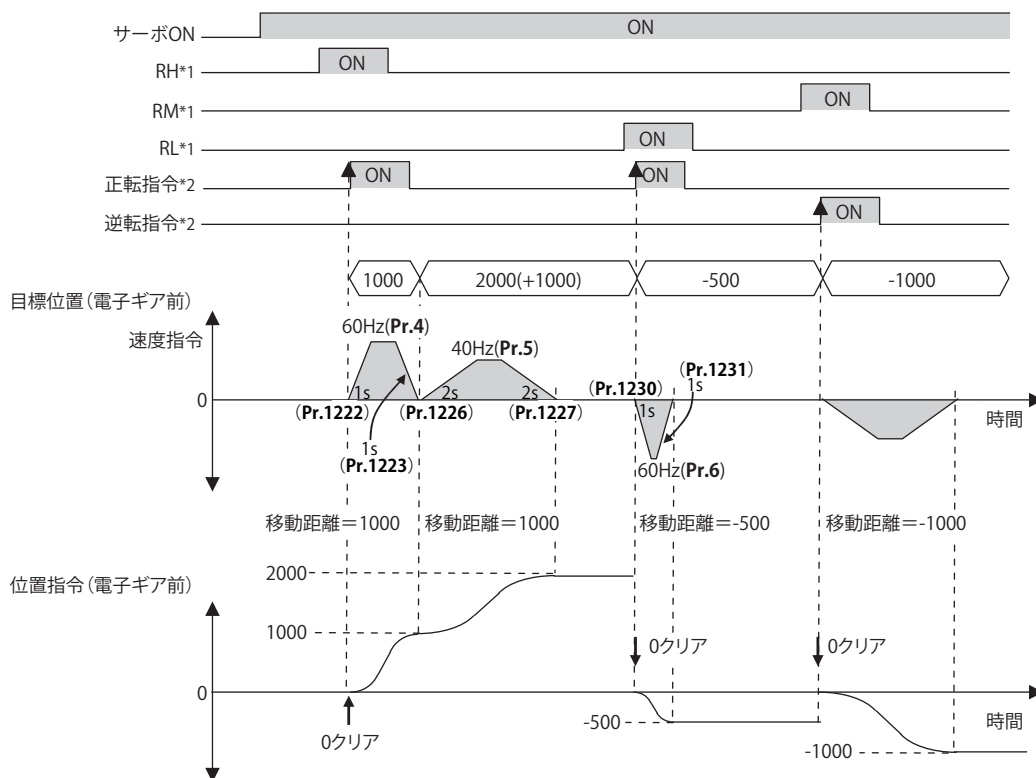 サーボON
ON
RH*1
ON
RM*1
ON
RL*1
ON
正転指令*2
ON
ON
逆転指令*2
ON
目標位置(電子ギア前)
1000
2000(+1000)
-500
-1000
速度指令
60Hz(Pr.4)
40Hz(Pr.5)
(Pr.1230)
(Pr.1231)
0
1s
2s
2s
1s
1s
(Pr.1222)
(Pr.1226)
(Pr.1227)
時間
1s
(Pr.1223)
60Hz(Pr.6)
移動距離=1000
移動距離=1000
移動距離=-500
移動距離=-1000
位置指令(電子ギア前)
2000
1000
0クリア
0クリア
0
0クリア
-500
-1000
時間